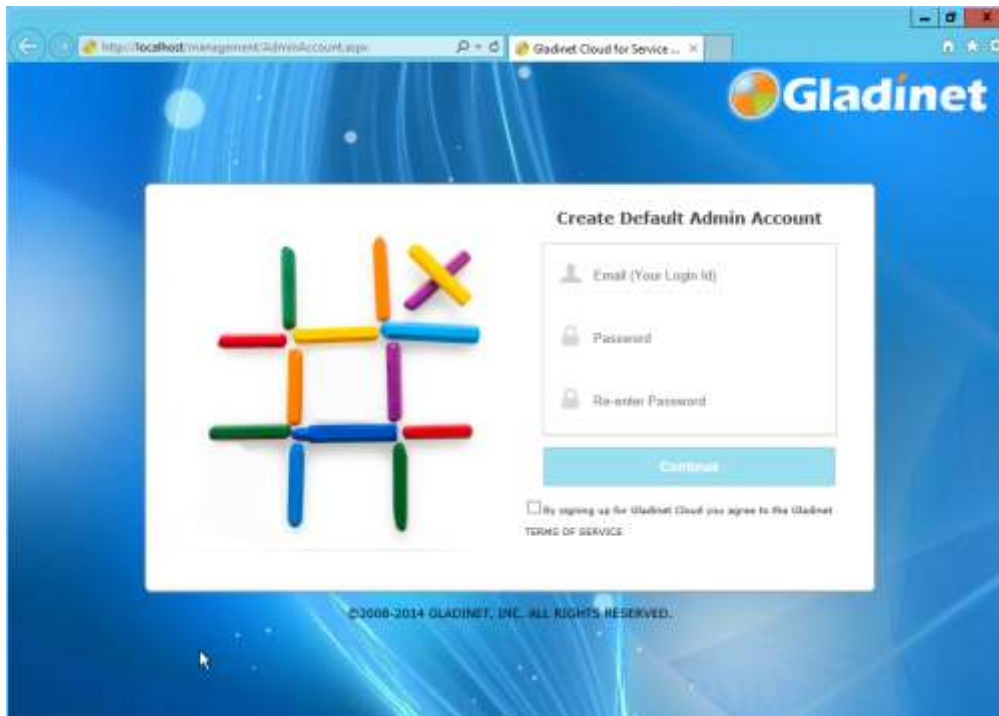 http://localhost/management/AdminAccount.aspx
Gladinet Cloud for Service ...
Gladinet
Create Default Admin Account
Email (Your Login Id)
Password
Re-enter Password
Continue
By signing up for Gladinet Cloud you agree to the Gladinet
TERMS OF SERVICE
©2008-2014 GLADINET, INC. ALL RIGHTS RESERVED.